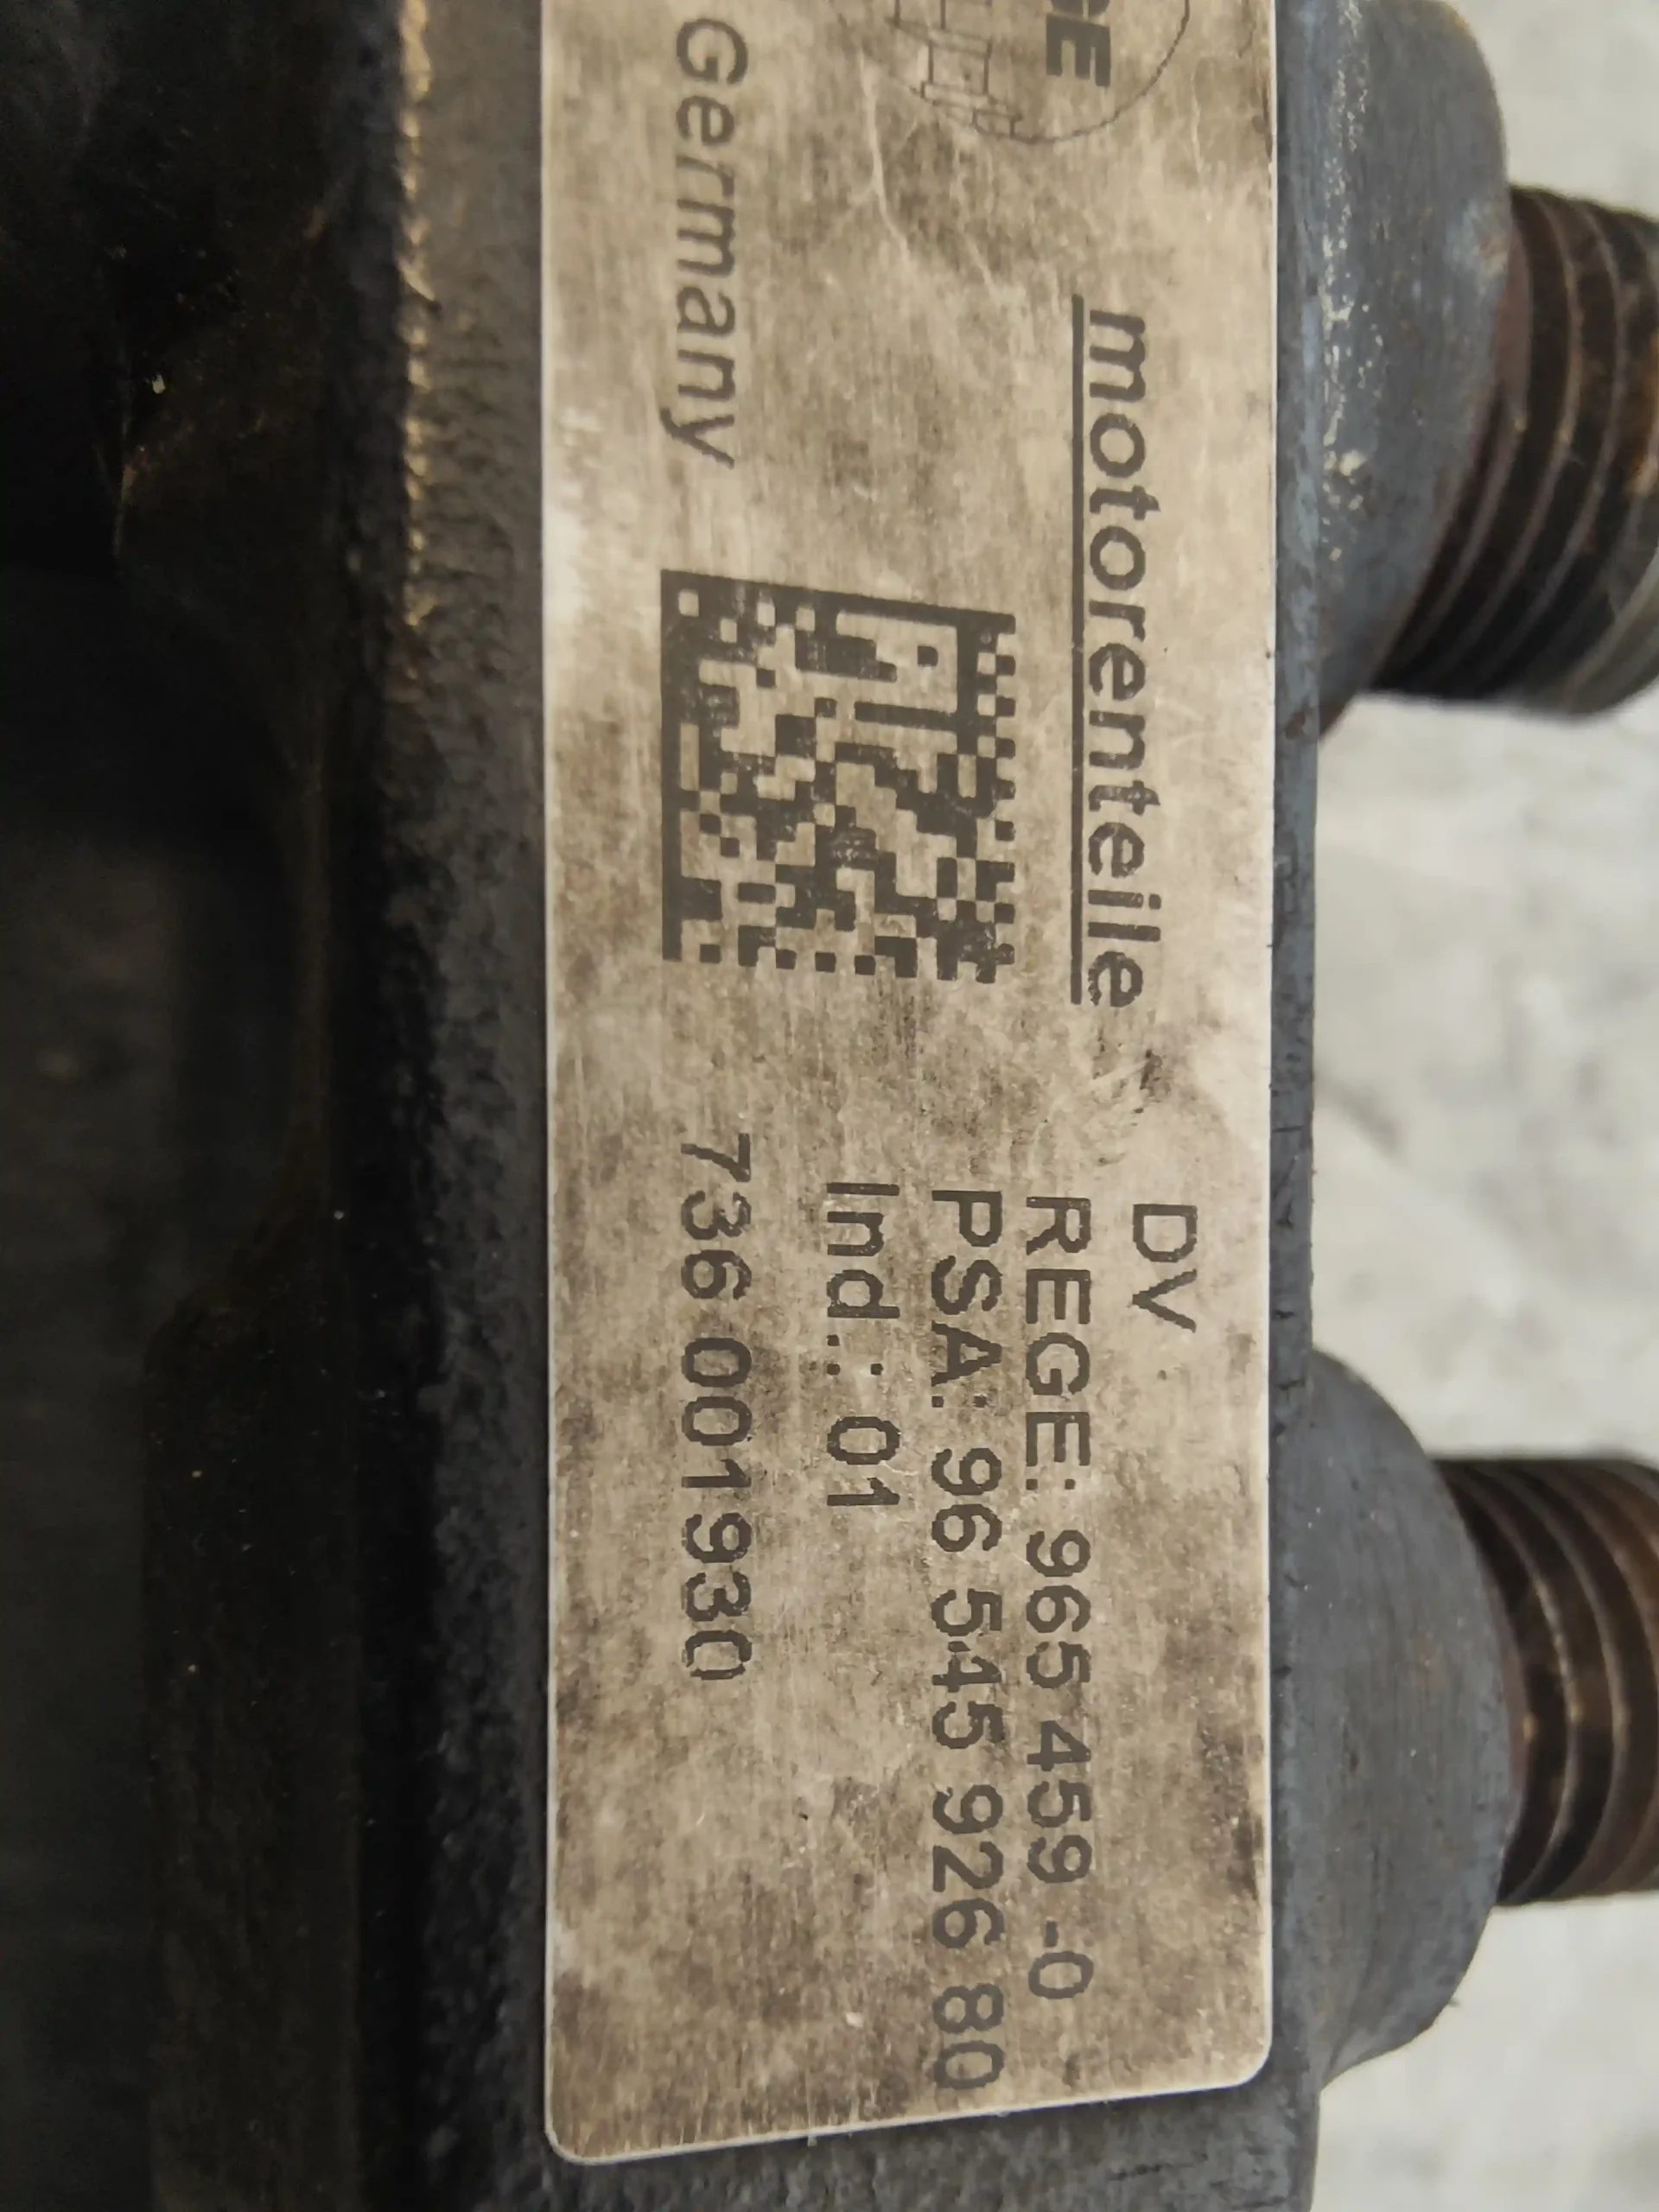 motorenteile
Germany
DV
REGE: 965 459 -0
PSA: 96 545 926 80
Ind.: 01
736 001930